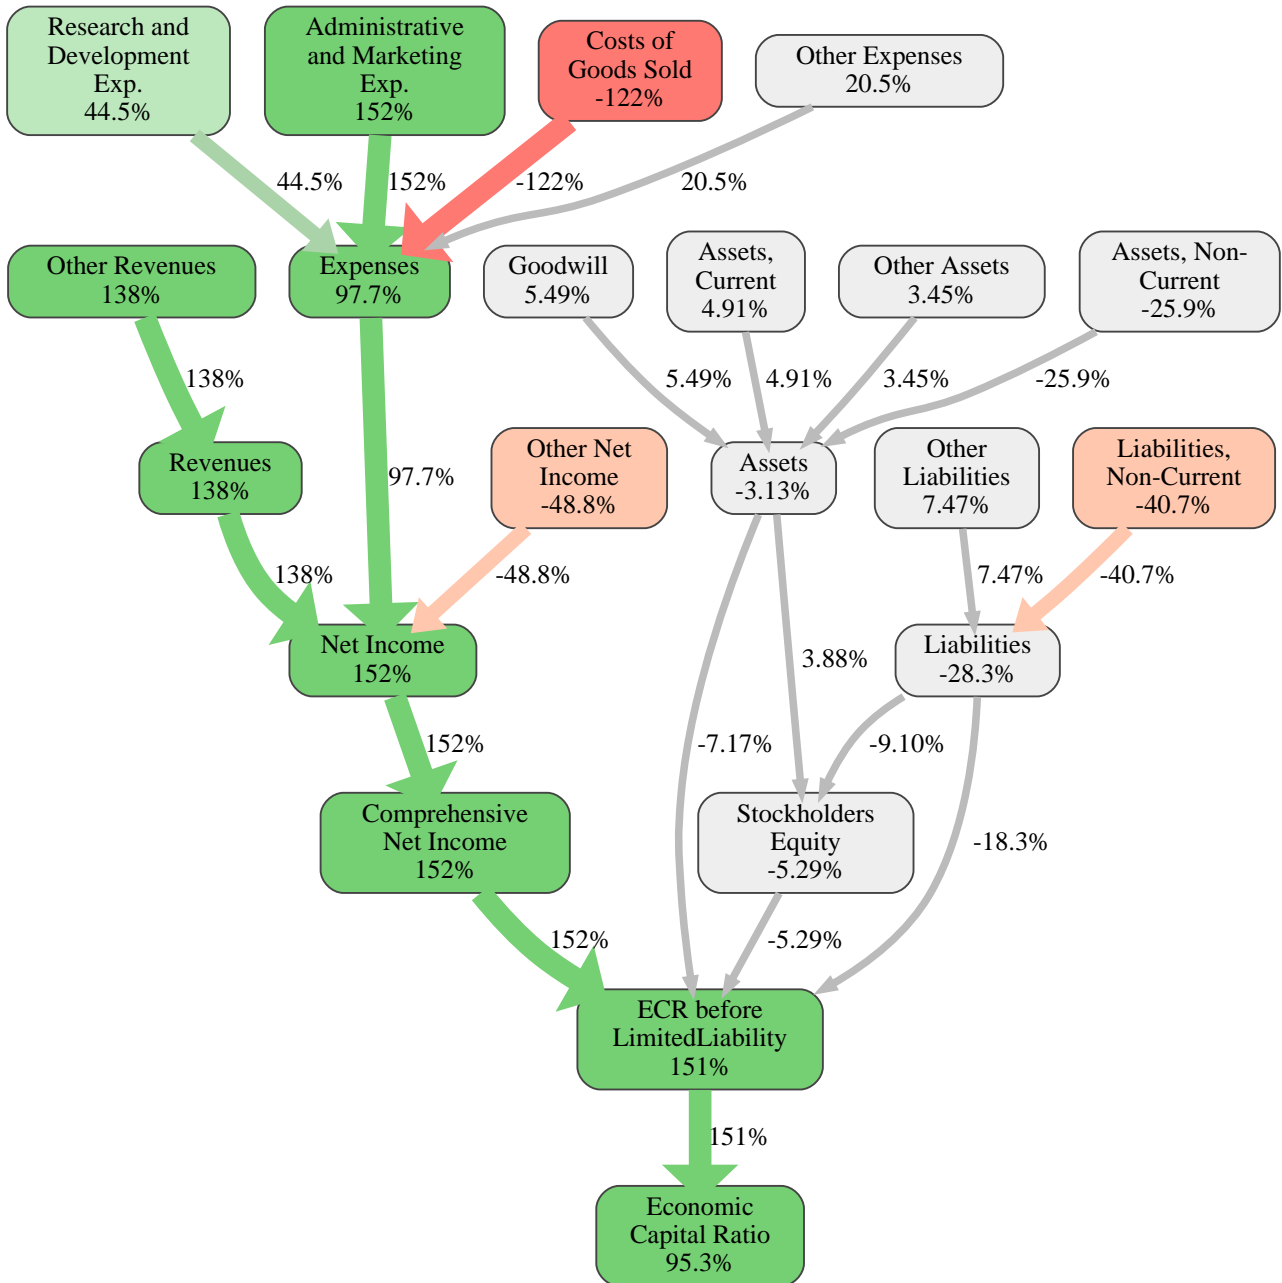 Research and
Development
Exp.
44.5%
Administrative
and Marketing
Exp.
152%
Costs of
Goods Sold
-122%
Other Expenses
20.5%
44.5%
152%
-122%
20.5%
Other Revenues
138%
Expenses
97.7%
Goodwill
5.49%
Assets,
Current
4.91%
Other Assets
3.45%
Assets, Non-
Current
-25.9%
138%
5.49%
4.91%
3.45%
-25.9%
Revenues
138%
97.7%
Other Net
Income
-48.8%
Assets
-3.13%
Other
Liabilities
7.47%
Liabilities,
Non-Current
-40.7%
138%
-48.8%
7.47%
-40.7%
Net Income
152%
3.88%
Liabilities
-28.3%
152%
-7.17%
-9.10%
Comprehensive
Net Income
152%
Stockholders
Equity
-5.29%
-18.3%
152%
-5.29%
ECR before
LimitedLiability
151%
151%
Economic
Capital Ratio
95.3%